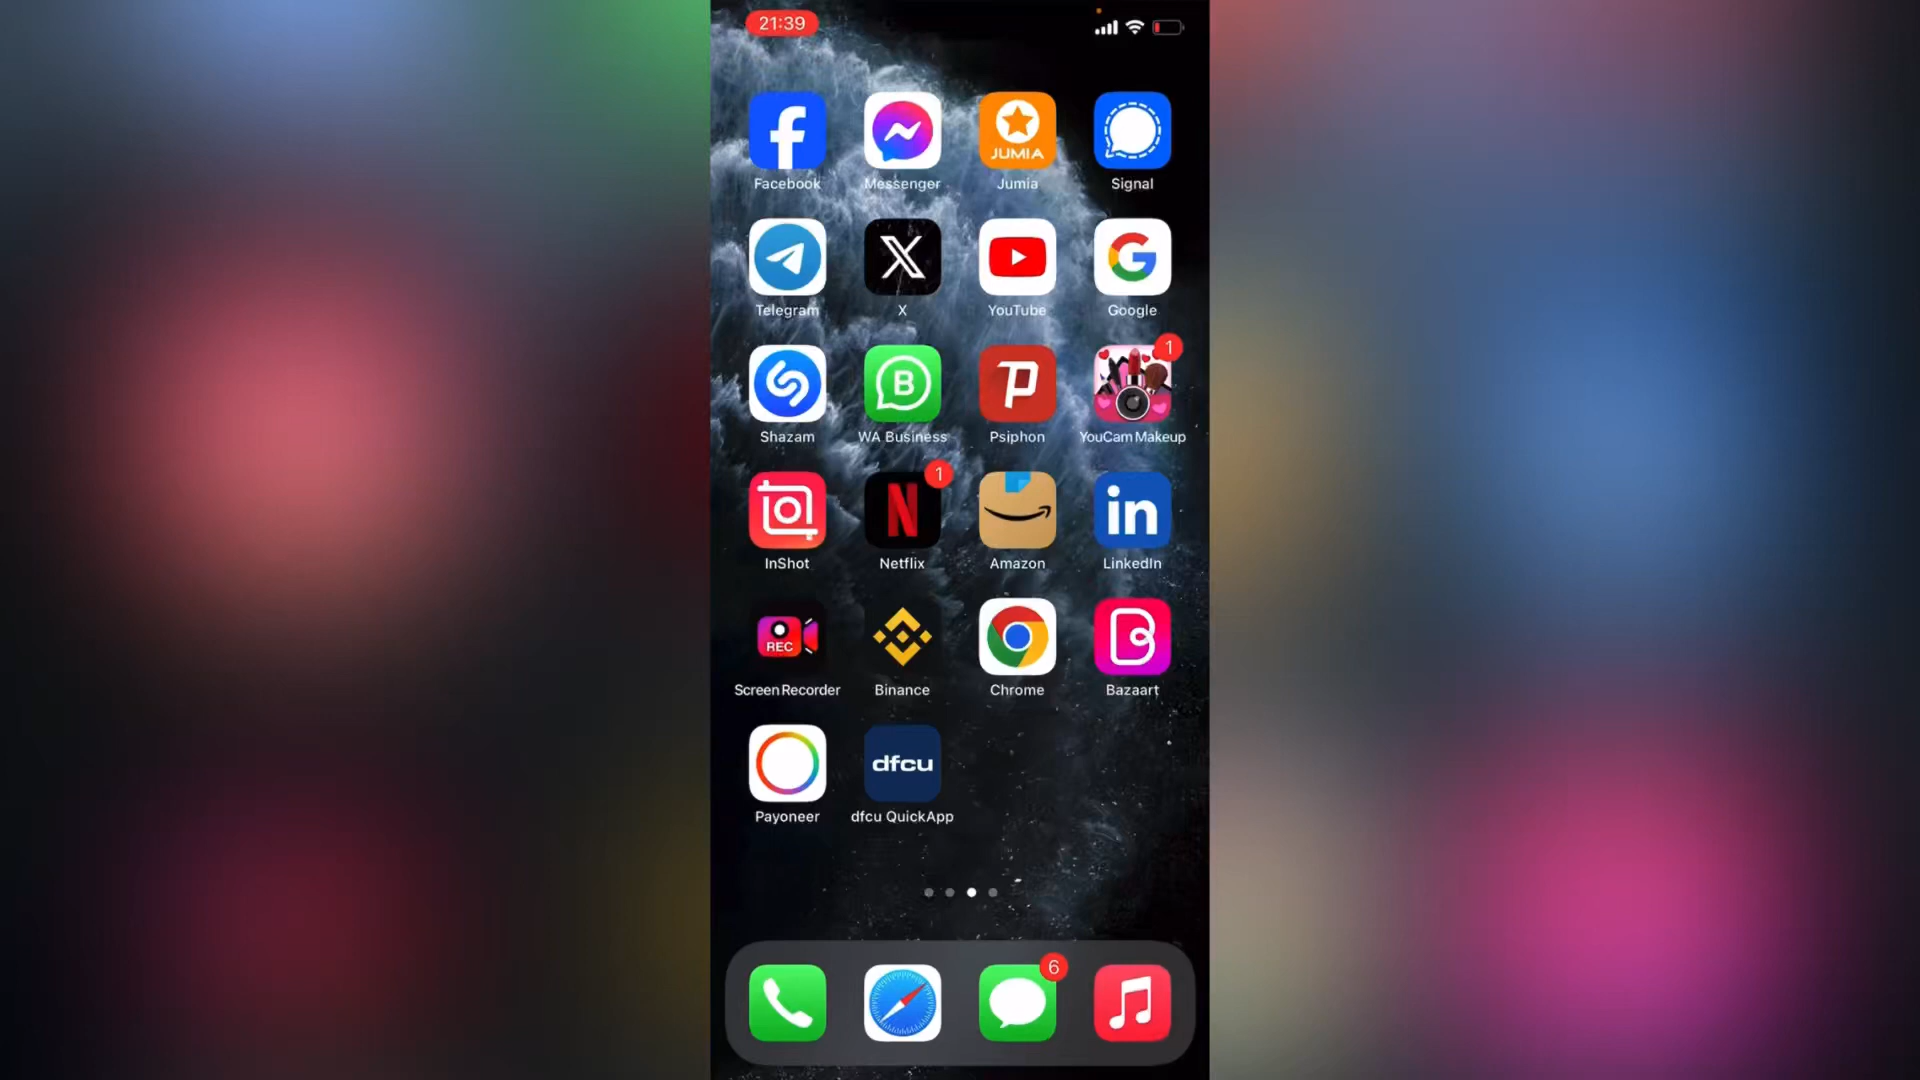 21:39
JUMIA
Facebook
Messenger
Jumia
Signal
X
Telegram
X
YouTube
Google
1
B
P
Shazam
WA Business
Psiphon
YouCam Makeup
1
N
in
InShot
Netflix
Amazon
LinkedIn
REC
Screen Recorder
Binance
Chrome
Bazaart
dfcu
Payoneer
dfcu QuickApp
6